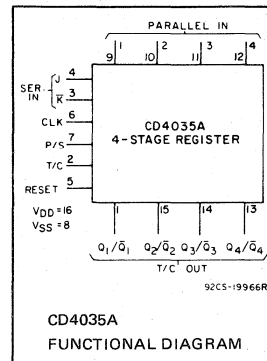 PARALLEL IN
1 2 3 4
9 10 11 12
J 4
SER IN
K̅ 3
CLK 6
P/S 7
T/C 2
RESET 5
CD4035A
4-STAGE REGISTER
VDD =16
VSS = 8
1 15 14 13
Q1/Q̅1 Q2/Q̅2 Q3/Q̅3 Q4/Q̅4
T/C OUT
92CS-19966R
CD4035A
FUNCTIONAL DIAGRAM